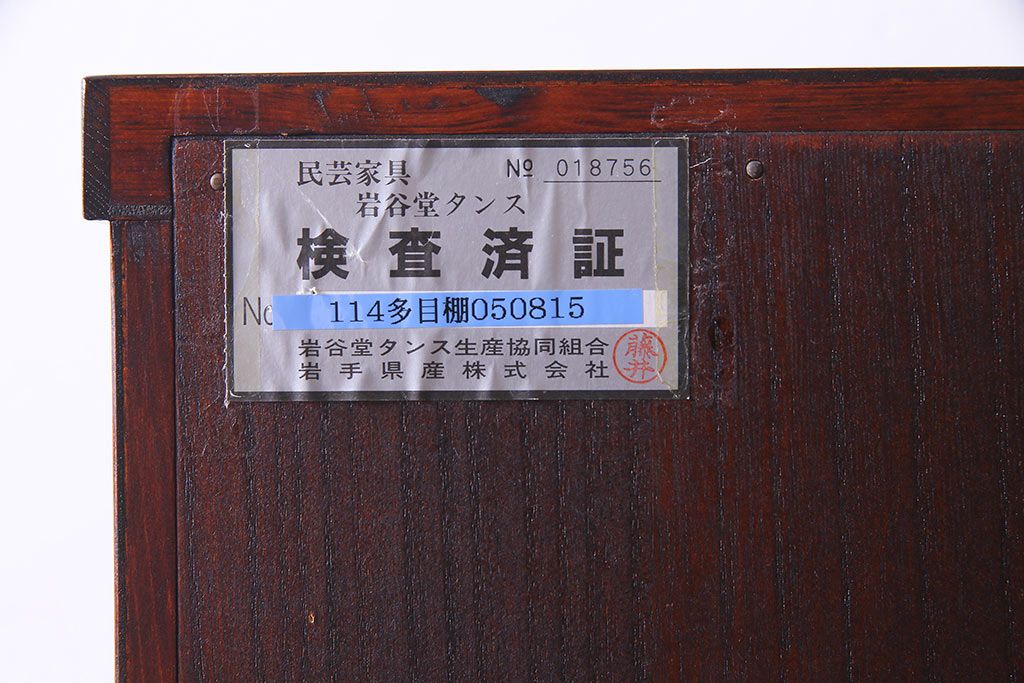 民芸家具 № 018756
岩谷堂タンス
検査済証
No 114多目棚050815
岩谷堂タンス生産協同組合
岩手県産株式会社
藤井